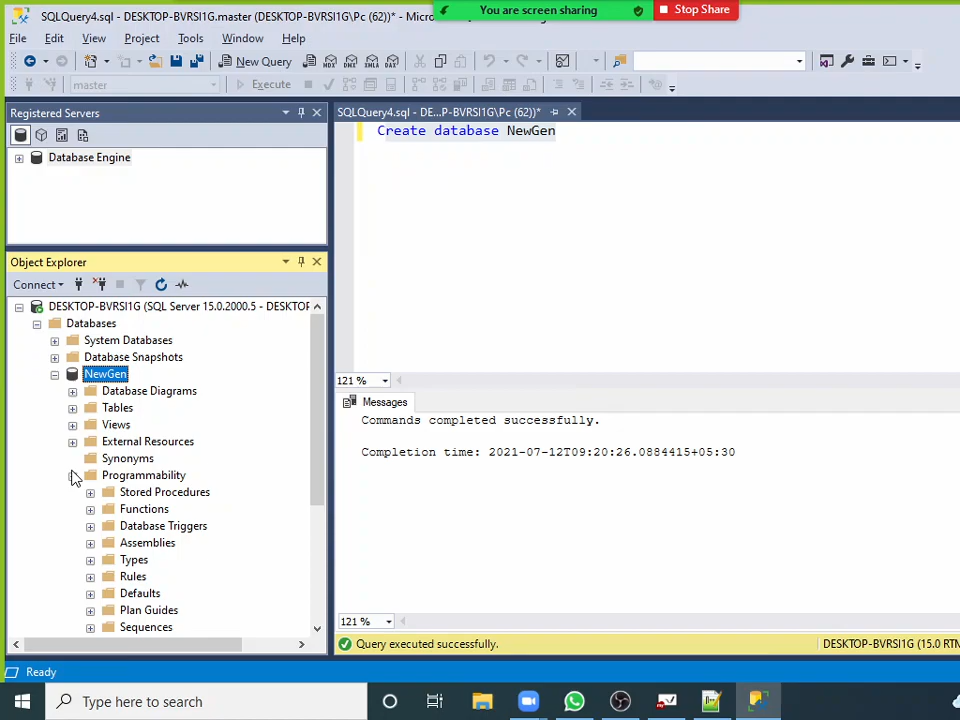 You are screen sharing
Stop Share
SQLQuery4.sql - DESKTOP-BVRSI1G.master (DESKTOP-BVRSI1G\Pc (62))* - Micro
File Edit View Project Tools Window Help
New Query
master
Execute
Registered Servers
Database Engine
Object Explorer
Connect
DESKTOP-BVRSI1G (SQL Server 15.0.2000.5 - DESKTOP
Databases
System Databases
Database Snapshots
NewGen
Database Diagrams
Tables
Views
External Resources
Synonyms
Programmability
Stored Procedures
Functions
Database Triggers
Assemblies
Types
Rules
Defaults
Plan Guides
Sequences
SQLQuery4.sql - DE...P-BVRSI1G\Pc (62))*
Create database NewGen
121 %
Messages
Commands completed successfully.
Completion time: 2021-07-12T09:20:26.0884415+05:30
121 %
Query executed successfully.
DESKTOP-BVRSI1G (15.0 RTM
Ready
Type here to search